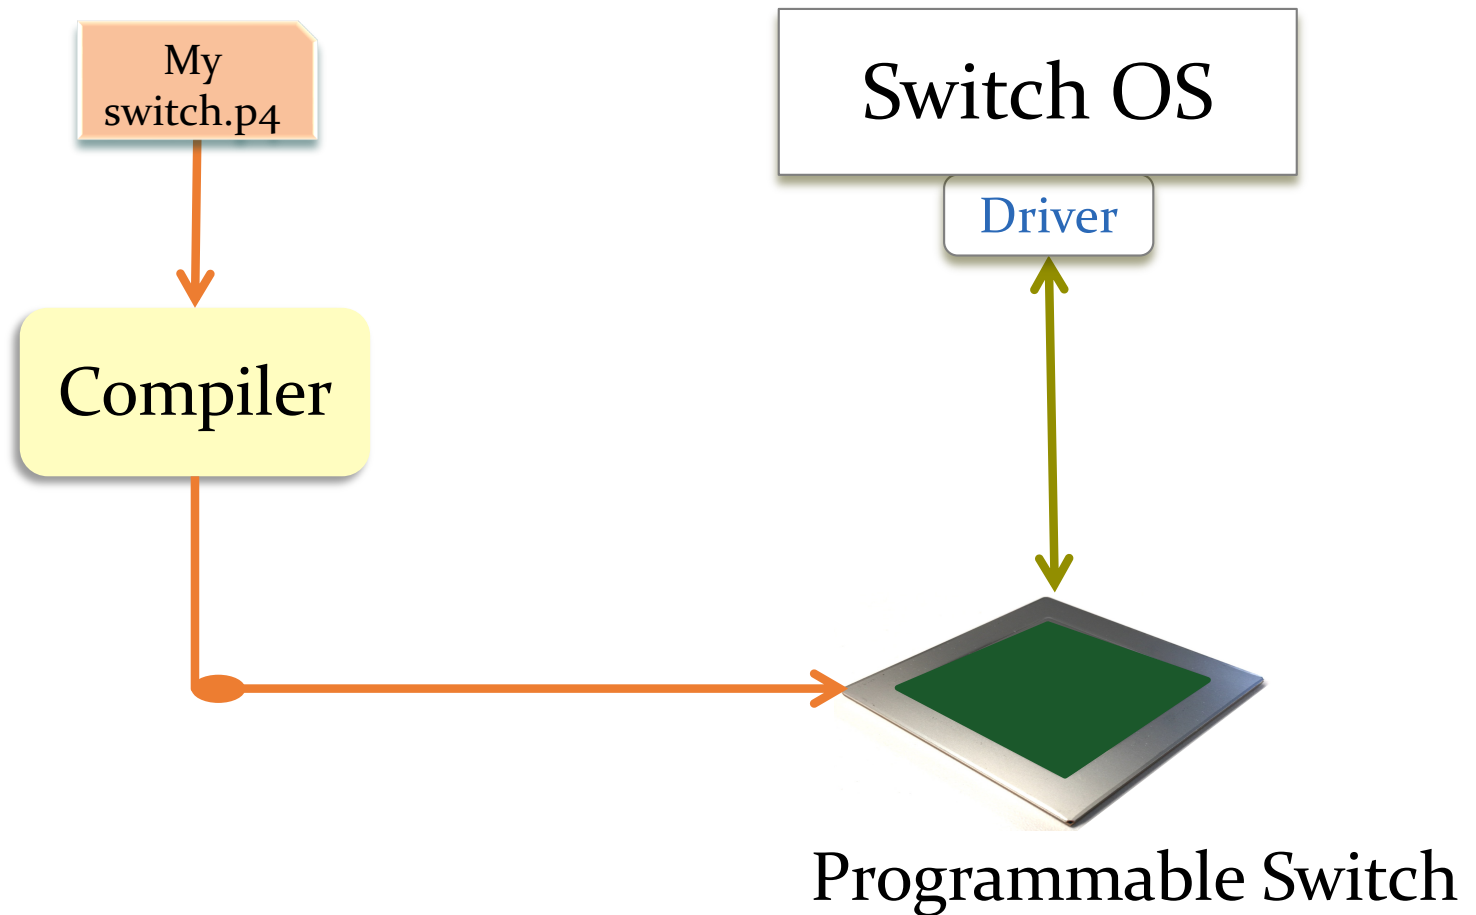 My
switch.p4
Switch OS
Driver
Compiler
Programmable Switch